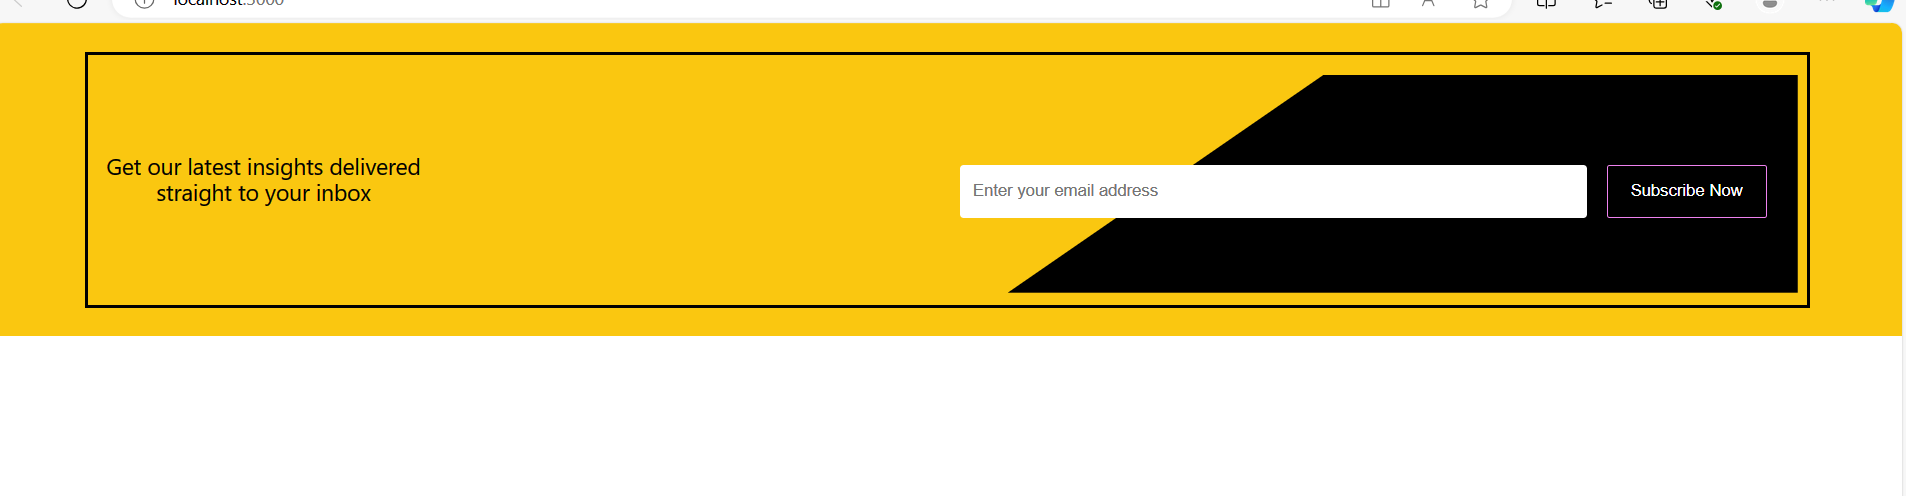 localhost:3000
Get our latest insights delivered
straight to your inbox
Enter your email address
Subscribe Now